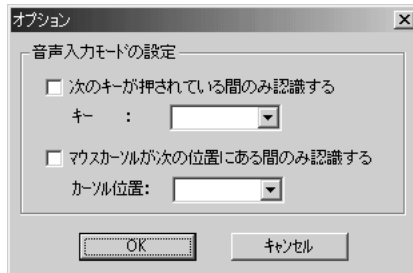 オプション
音声入力モードの設定
次のキーが押されている間のみ認識する
キー :
マウスカーソルが次の位置にある間のみ認識する
カーソル位置:
OK キャンセル